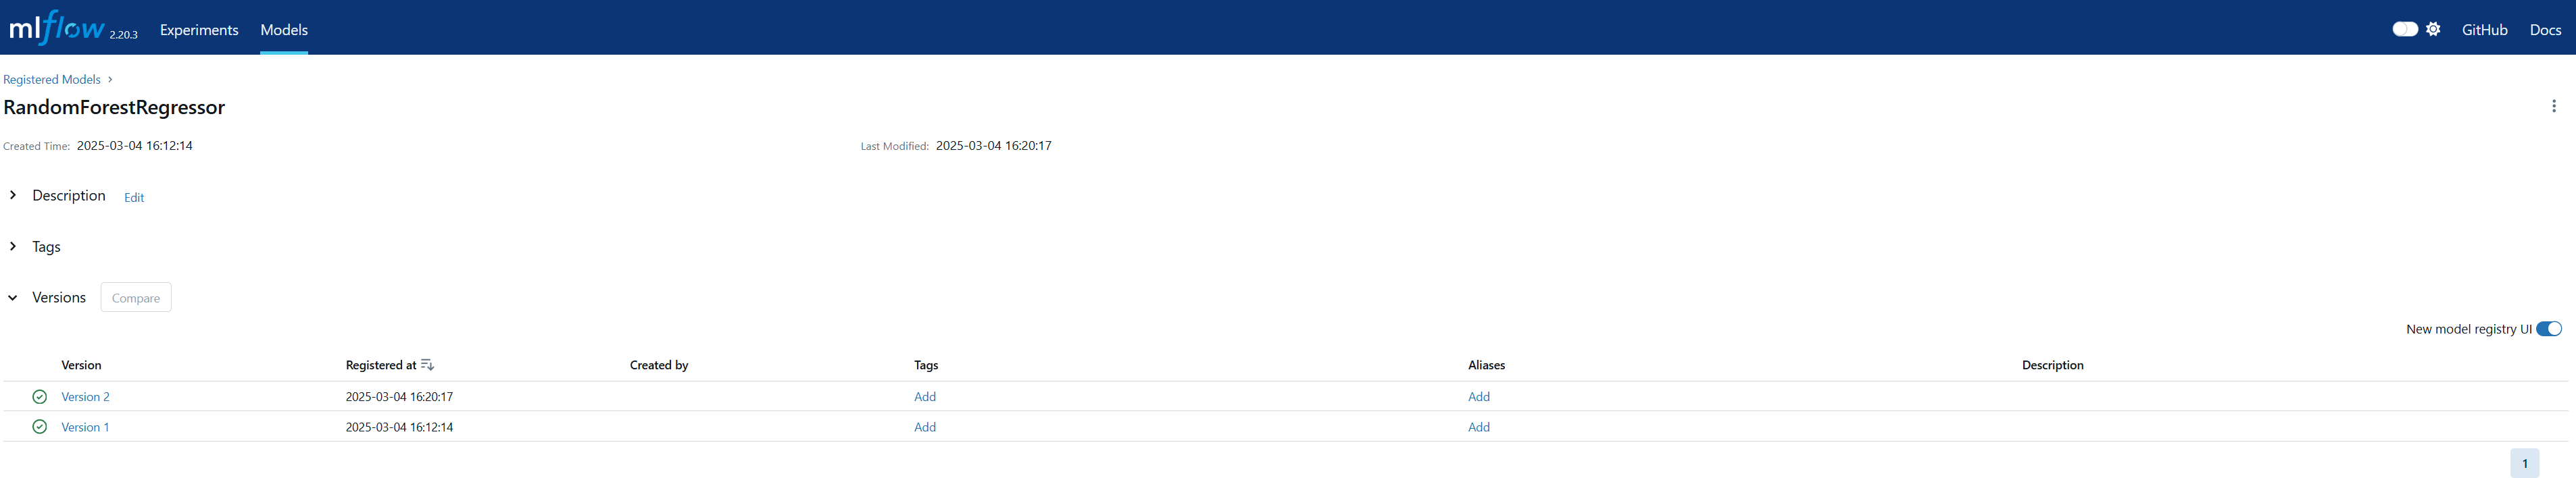 mlflow 2.20.3 Experiments Models GitHub Docs
Registered Models
RandomForestRegressor
Created Time: 2025-03-04 16:12:14 Last Modified: 2025-03-04 16:20:17
Description Edit
Tags
Versions Compare
New model registry UI
Version Registered at Created by Tags Aliases Description
Version 2 2025-03-04 16:20:17 Add Add
Version 1 2025-03-04 16:12:14 Add Add
1